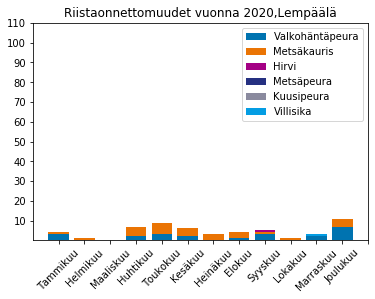 Riistaonnettomuudet vuonna 2020,Lempäälä
110
100
90
80
70
60
50
40
30
20
10
Valkohäntäpeura
Metsäkauris
Hirvi
Metsäpeura
Kuusipeura
Villisika
Tammikuu
Helmikuu
Maaliskuu
Huhtikuu
Toukokuu
Kesäkuu
Heinäkuu
Elokuu
Syyskuu
Lokakuu
Marraskuu
Joulukuu